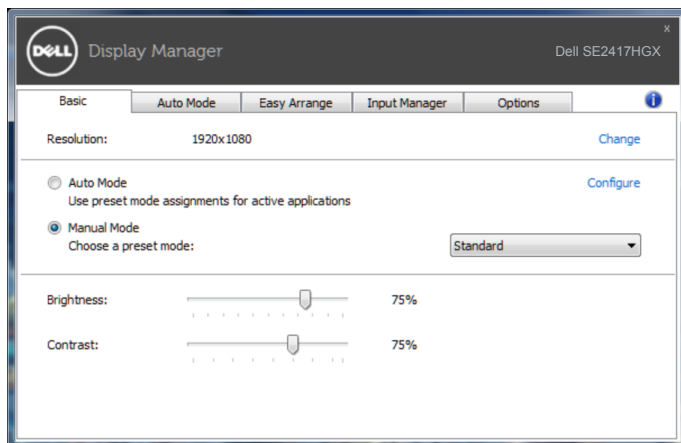 x
DELL Display Manager Dell SE2417HGX
Basic Auto Mode Easy Arrange Input Manager Options i
Resolution: 1920x1080 Change
Auto Mode Configure
Use preset mode assignments for active applications
Manual Mode
Choose a preset mode: Standard
Brightness: 75%
Contrast: 75%